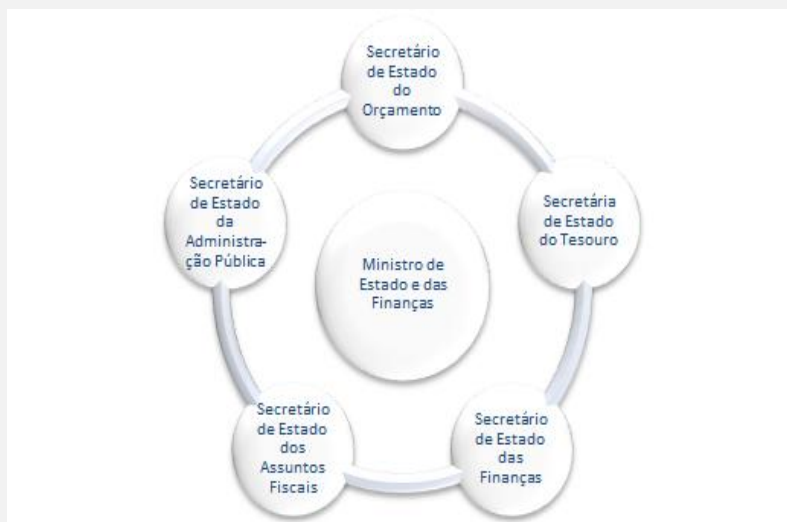 Secretário
de Estado
do
Orçamento
Secretária
de Estado
do Tesouro
Secretário
de Estado
das
Finanças
Secretário
de Estado
dos
Assuntos
Fiscais
Secretário
de Estado
da
Administra-
ção Pública
Ministro de
Estado e das
Finanças